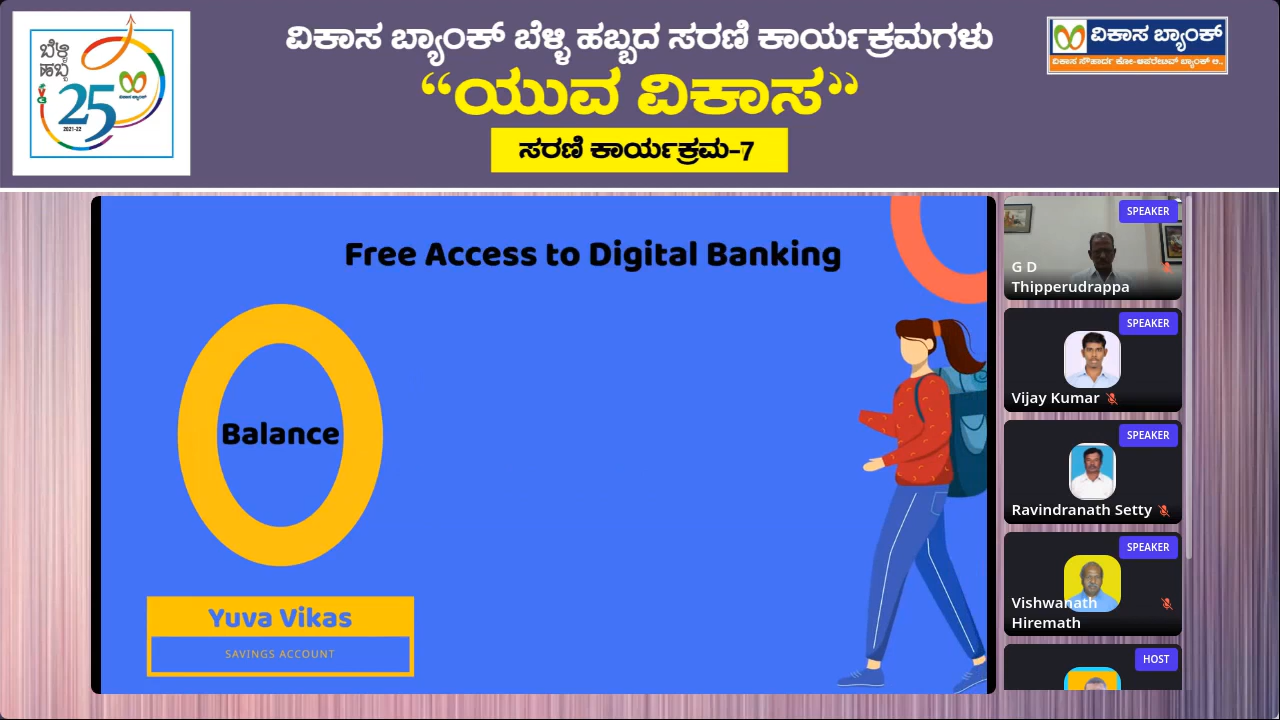 ಬೆಳ್ಳಿ
ಹಬ್ಬ
25
2021-22
ವಿಕಾಸ ಬ್ಯಾಂಕ್ ಬೆಳ್ಳಿ ಹಬ್ಬದ ಸರಣಿ ಕಾರ್ಯಕ್ರಮಗಳು
“ಯುವ ವಿಕಾಸ”
ಸರಣಿ ಕಾರ್ಯಕ್ರಮ-7
ವಿಕಾಸ ಬ್ಯಾಂಕ್
ವಿಕಾಸ ಸೌಹಾರ್ದ ಕೋ-ಆಪರೇಟಿವ್ ಬ್ಯಾಂಕ್ ಲಿ.,
Free Access to Digital Banking
Balance
Yuva Vikas
SAVINGS ACCOUNT
SPEAKER
G D
Thipperudrappa
SPEAKER
Vijay Kumar
SPEAKER
Ravindranath Setty
SPEAKER
Vishwanath
Hiremath
HOST